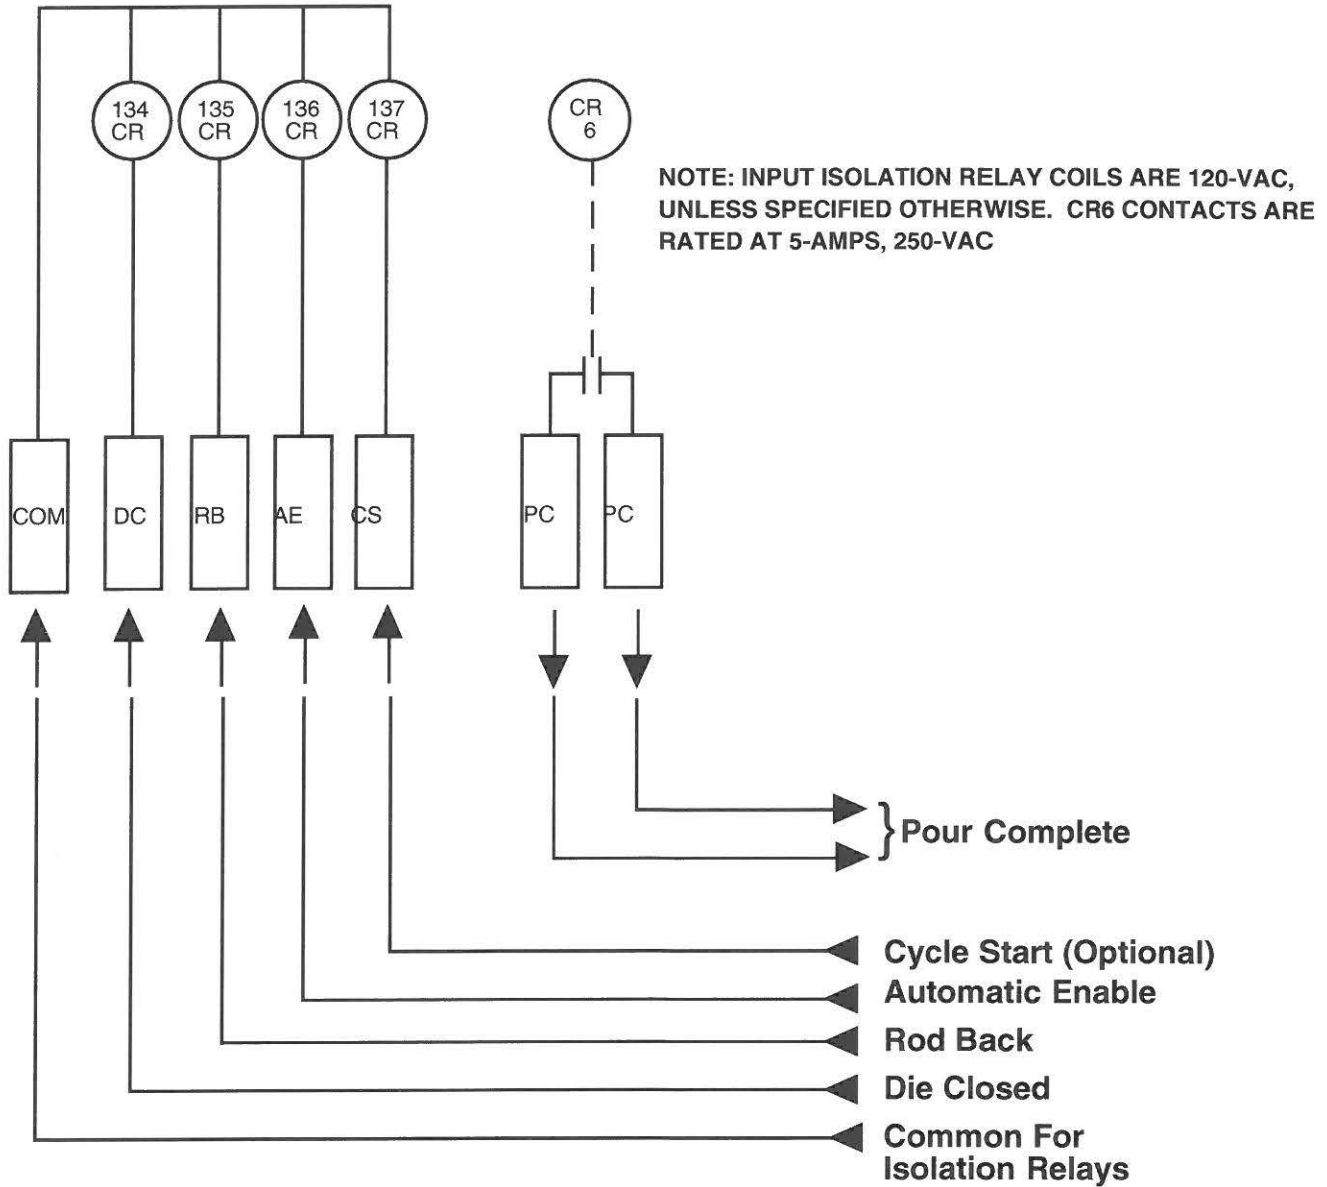 134
CR
135
CR
136
CR
137
CR
CR
6
NOTE: INPUT ISOLATION RELAY COILS ARE 120-VAC,
UNLESS SPECIFIED OTHERWISE. CR6 CONTACTS ARE
RATED AT 5-AMPS, 250-VAC
COM
DC
RB
AE
CS
PC
PC
Pour Complete
Cycle Start (Optional)
Automatic Enable
Rod Back
Die Closed
Common For
Isolation Relays